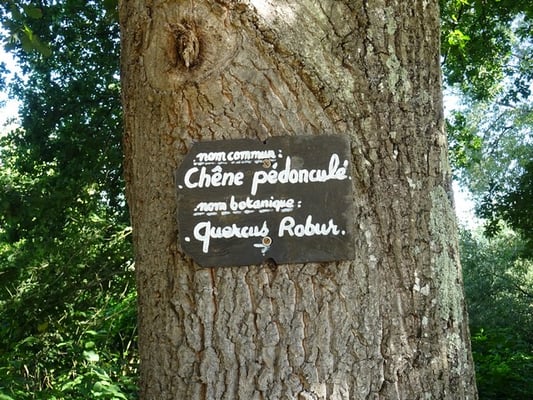 nom commun:
Chêne pédonculé.
nom botanique:
Quercus Robur.